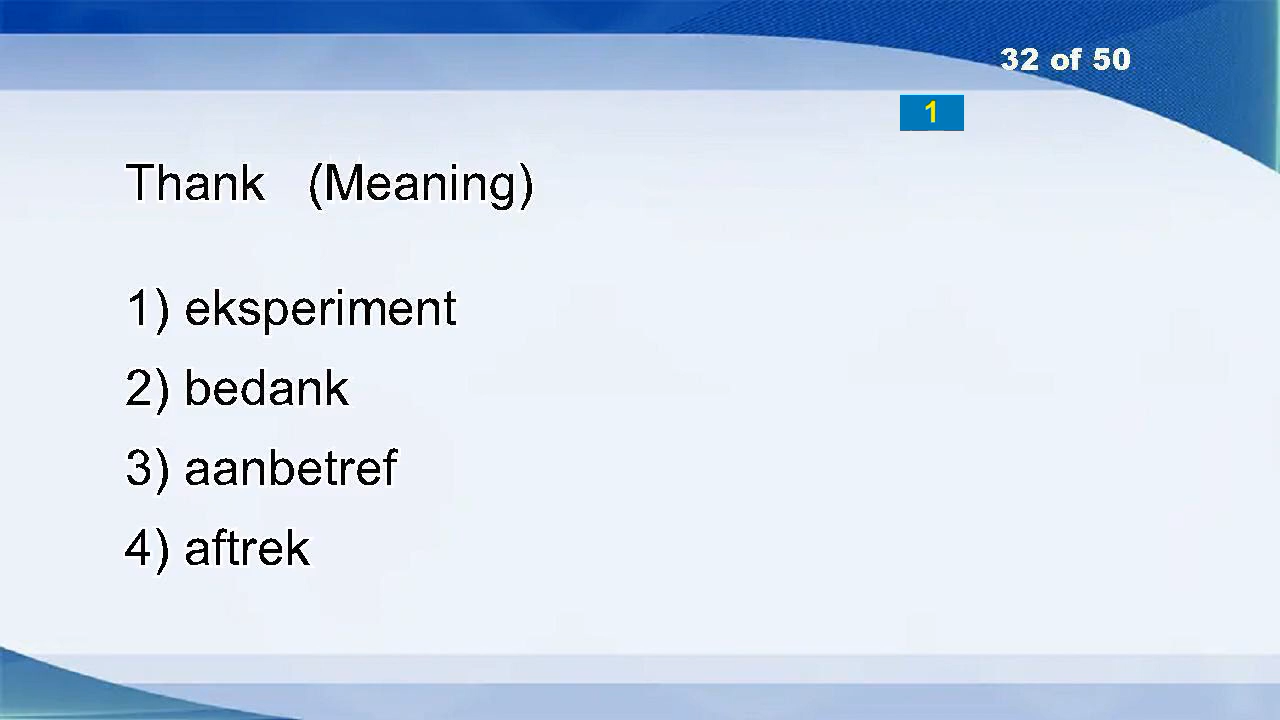 32 of 50
1
Thank (Meaning)
1) eksperiment
2) bedank
3) aanbetref
4) aftrek